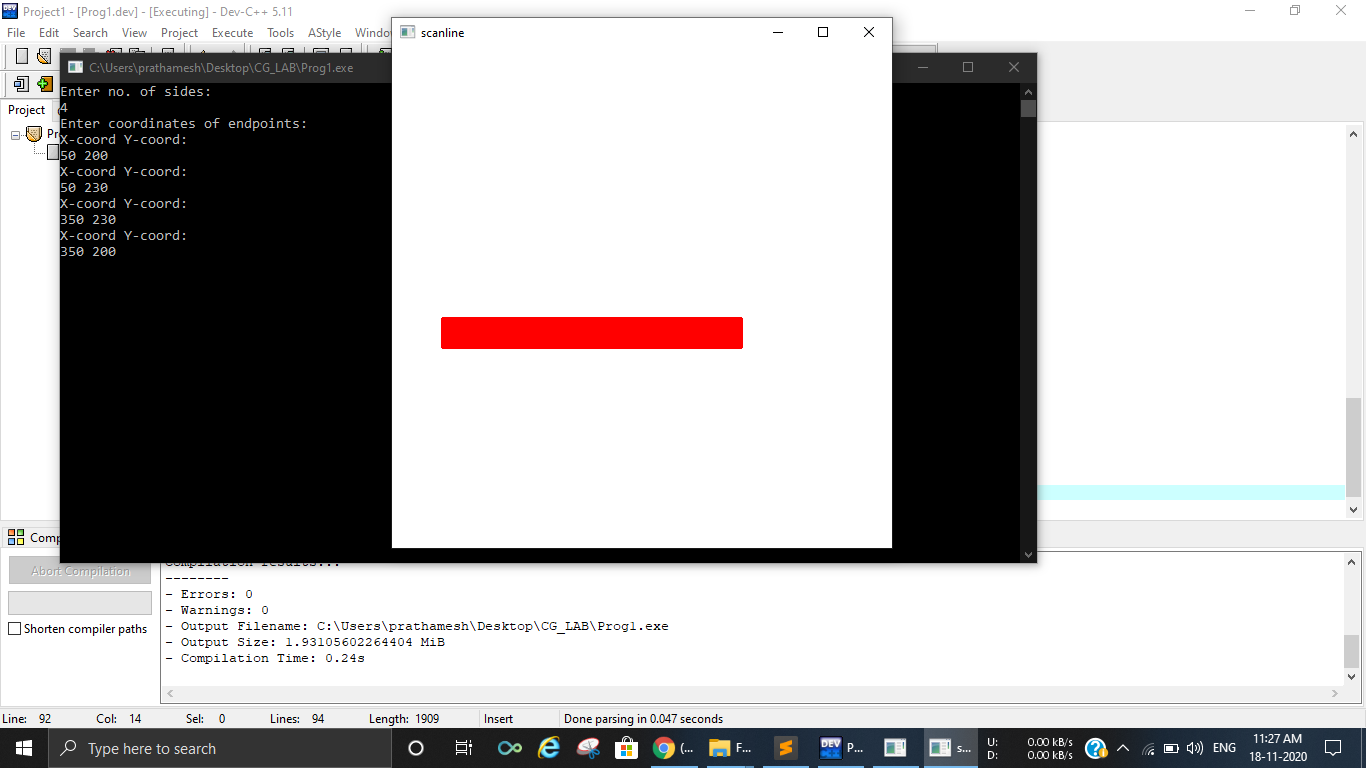 Project1 - [Prog1.dev] - [Executing] - Dev-C++ 5.11
File Edit Search View Project Execute Tools AStyle
scanline
C:\Users\prathamesh\Desktop\CG_LAB\Prog1.exe
Enter no. of sides:
4
Enter coordinates of endpoints:
X-coord Y-coord:
50 200
X-coord Y-coord:
50 230
X-coord Y-coord:
350 230
X-coord Y-coord:
350 200
Project
Abort Compilation
Shorten compiler paths
Compilation results...
--------
- Errors: 0
- Warnings: 0
- Output Filename: C:\Users\prathamesh\Desktop\CG_LAB\Prog1.exe
- Output Size: 1.93105602264404 MiB
- Compilation Time: 0.24s
Line: 92 Col: 14 Sel: 0 Lines: 94 Length: 1909 Insert Done parsing in 0.047 seconds
Type here to search
(... F... DEV P... s...
U: 0.00 kB/s
D: 0.00 kB/s
ENG
11:27 AM
18-11-2020